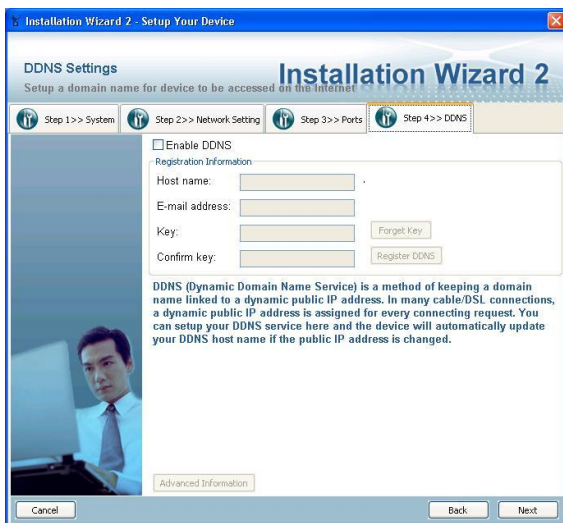 Installation Wizard 2 - Setup Your Device
DDNS Settings
Installation Wizard 2
Setup a domain name for device to be accessed on the Internet
Step 1>> System
Step 2>> Network Setting
Step 3>> Ports
Step 4>> DDNS
Enable DDNS
Registration Information
Host name:
E-mail address:
Key:
Forget Key
Confirm key:
Register DDNS
DDNS (Dynamic Domain Name Service) is a method of keeping a domain
name linked to a dynamic public IP address. In many cable/DSL connections,
a dynamic public IP address is assigned for every connecting request. You
can setup your DDNS service here and the device will automatically update
your DDNS host name if the public IP address is changed.
Advanced Information
Cancel
Back
Next